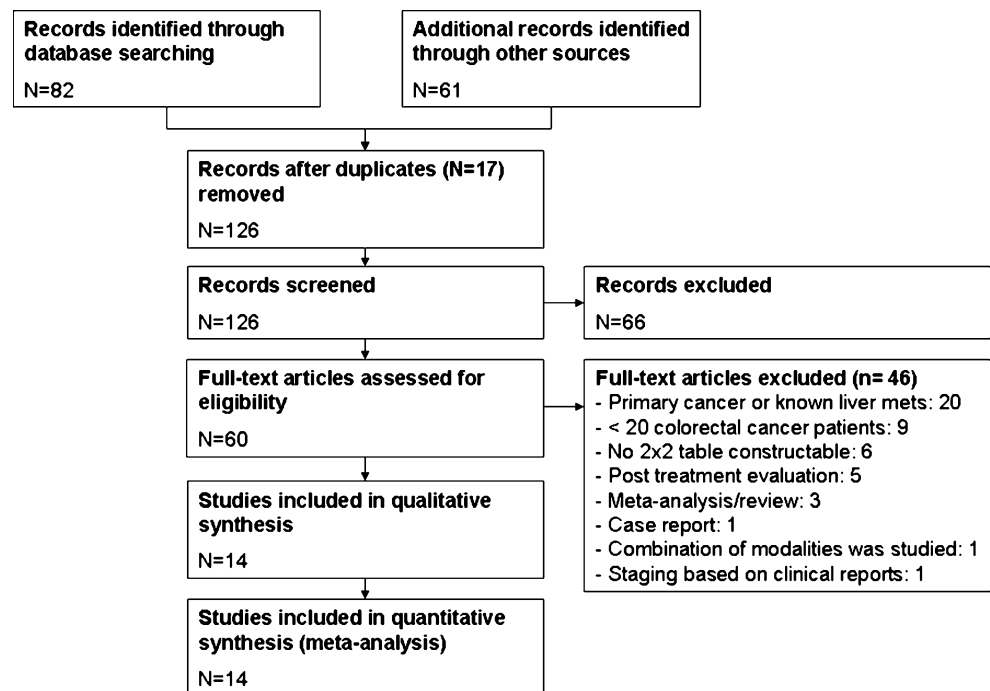 Records identified through
database searching
N=82
Additional records identified
through other sources
N=61
Records after duplicates (N=17)
removed
N=126
Records screened
N=126
Records excluded
N=66
Full-text articles assessed for
eligibility
N=60
Full-text articles excluded (n= 46)
- Primary cancer or known liver mets: 20
- < 20 colorectal cancer patients: 9
- No 2x2 table constructable: 6
- Post treatment evaluation: 5
- Meta-analysis/review: 3
- Case report: 1
- Combination of modalities was studied: 1
- Staging based on clinical reports: 1
Studies included in qualitative
synthesis
N=14
Studies included in quantitative
synthesis (meta-analysis)
N=14